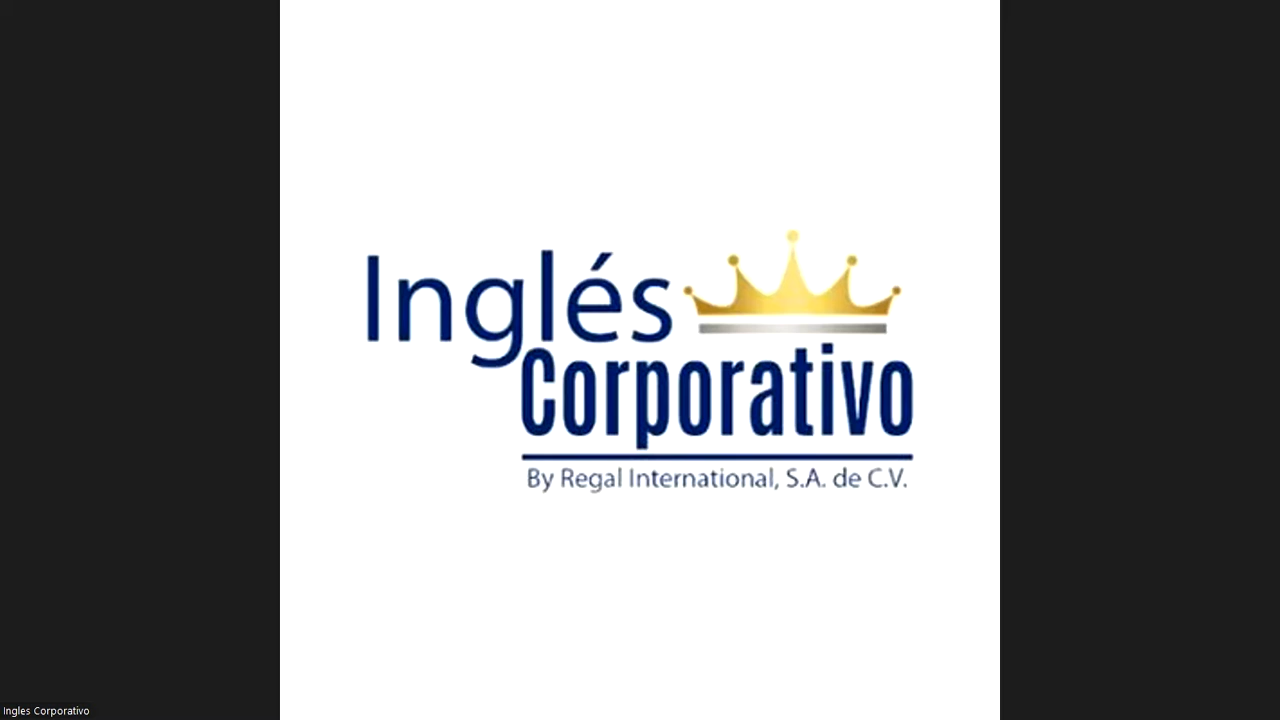 Inglés
Corporativo
By Regal International, S.A. de C.V.
Ingles Corporativo